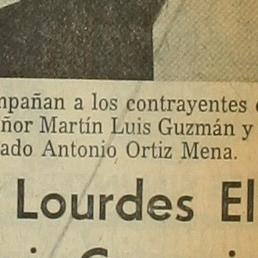 mpañan a los contrayentes
ñor Martín Luis Guzmán y
ado Antonio Ortiz Mena.
Lourdes El